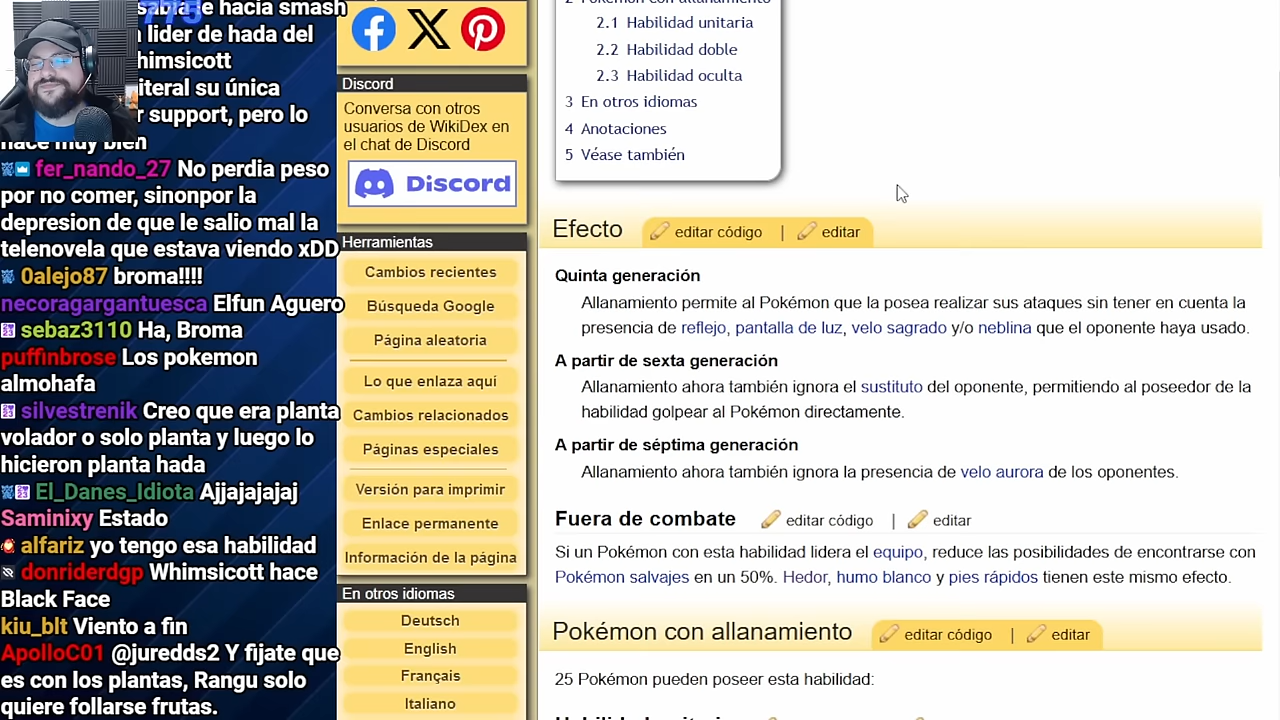 775
sabía le hacia smash
lider de hada del
himsicott
literal su única
support, pero lo
hace muy bien
fer_nando_27 No perdia peso
por no comer, sinonpor la
depresion de que le salio mal la
telenovela que estava viendo xDD
0alejo87 broma!!!!
necoragargantuesca Elfun Aguero
sebaz3110 Ha, Broma
puffinbrose Los pokemon
almohafa
silvestrenik Creo que era planta
volador o solo planta y luego lo
hicieron planta hada
El_Danes_Idiota Ajjajajajaj
Saminixy Estado
alfariz yo tengo esa habilidad
donriderdgp Whimsicott hace
Black Face
kiu_blt Viento a fin
ApolloC01 @juredds2 Y fijate que
es con los plantas, Rangu solo
quiere follarse frutas.
Discord
Conversa con otros
usuarios de WikiDex en
el chat de Discord
Discord
Herramientas
Cambios recientes
Búsqueda Google
Página aleatoria
Lo que enlaza aquí
Cambios relacionados
Páginas especiales
Versión para imprimir
Enlace permanente
Información de la página
En otros idiomas
Deutsch
English
Français
Italiano
2 Pokémon con allanamiento
2.1 Habilidad unitaria
2.2 Habilidad doble
2.3 Habilidad oculta
3 En otros idiomas
4 Anotaciones
5 Véase también
Efecto editar código | editar
Quinta generación
Allanamiento permite al Pokémon que la posea realizar sus ataques sin tener en cuenta la
presencia de reflejo, pantalla de luz, velo sagrado y/o neblina que el oponente haya usado.
A partir de sexta generación
Allanamiento ahora también ignora el sustituto del oponente, permitiendo al poseedor de la
habilidad golpear al Pokémon directamente.
A partir de séptima generación
Allanamiento ahora también ignora la presencia de velo aurora de los oponentes.
Fuera de combate editar código | editar
Si un Pokémon con esta habilidad lidera el equipo, reduce las posibilidades de encontrarse con
Pokémon salvajes en un 50%. Hedor, humo blanco y pies rápidos tienen este mismo efecto.
Pokémon con allanamiento editar código | editar
25 Pokémon pueden poseer esta habilidad: